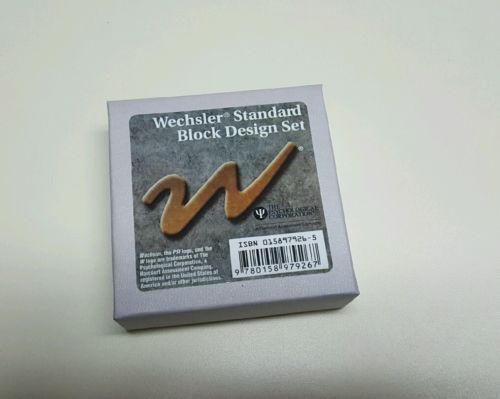 Wechsler® Standard
Block Design Set
®
THE
PSYCHOLOGICAL
CORPORATION®
ISBN 015897926-5
9 780158 979267
Wechsler, the PSI logo, and the
W logo are trademarks of The
Psychological Corporation, a
Harcourt Assessment Company,
registered in the United States of
America and/or other jurisdictions.